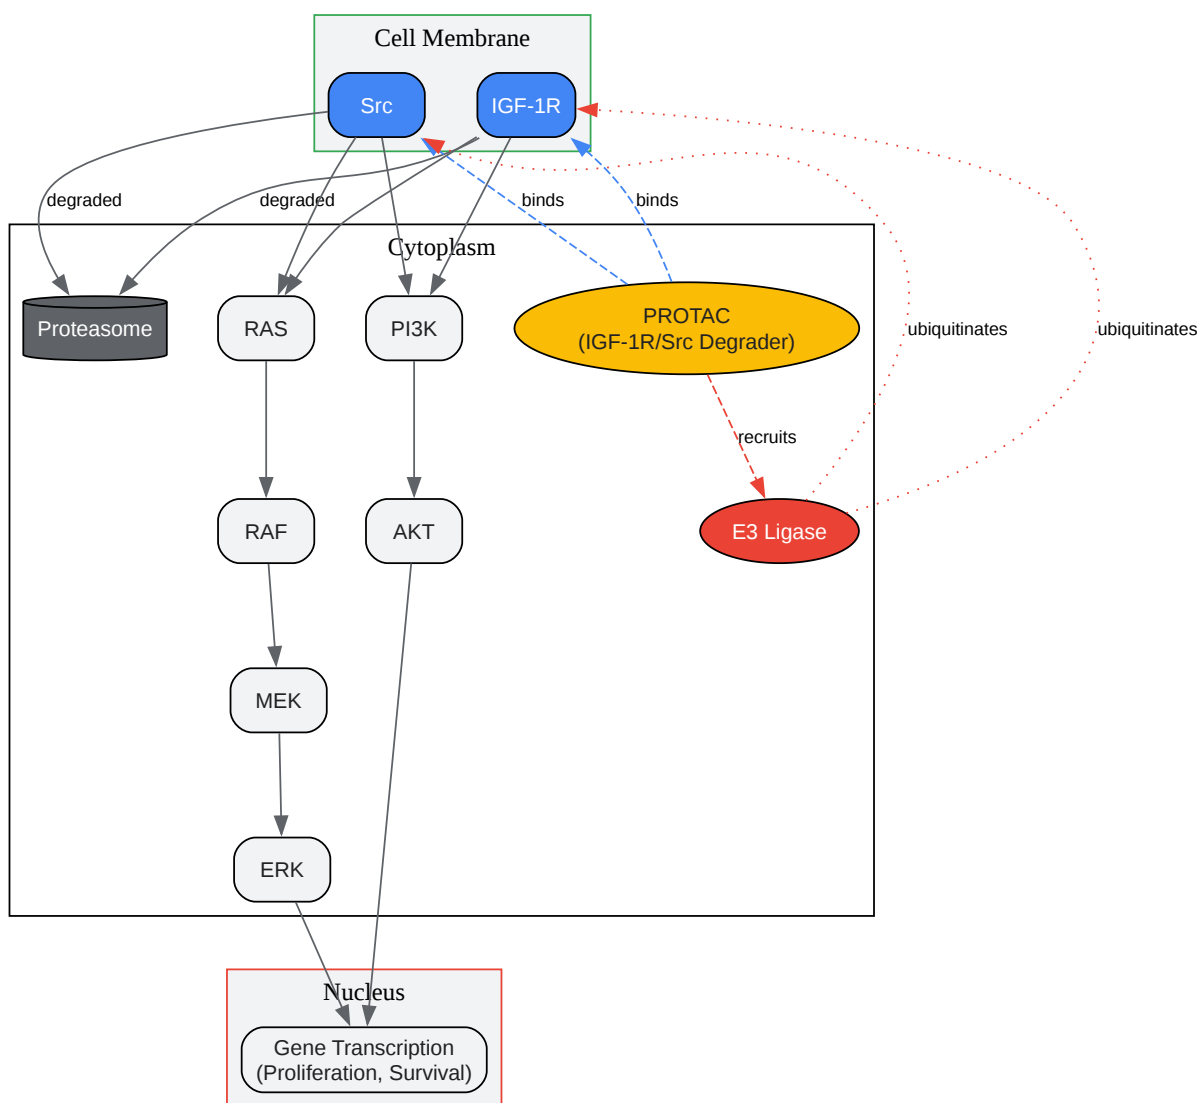 Cell Membrane
Src
IGF-1R
degraded
degraded
binds
binds
Cytoplasm
Proteasome
RAS
PI3K
PROTAC
(IGF-1R/Src Degrader)
ubiquitinates
ubiquitinates
recruits
RAF
AKT
E3 Ligase
MEK
ERK
Nucleus
Gene Transcription
(Proliferation, Survival)